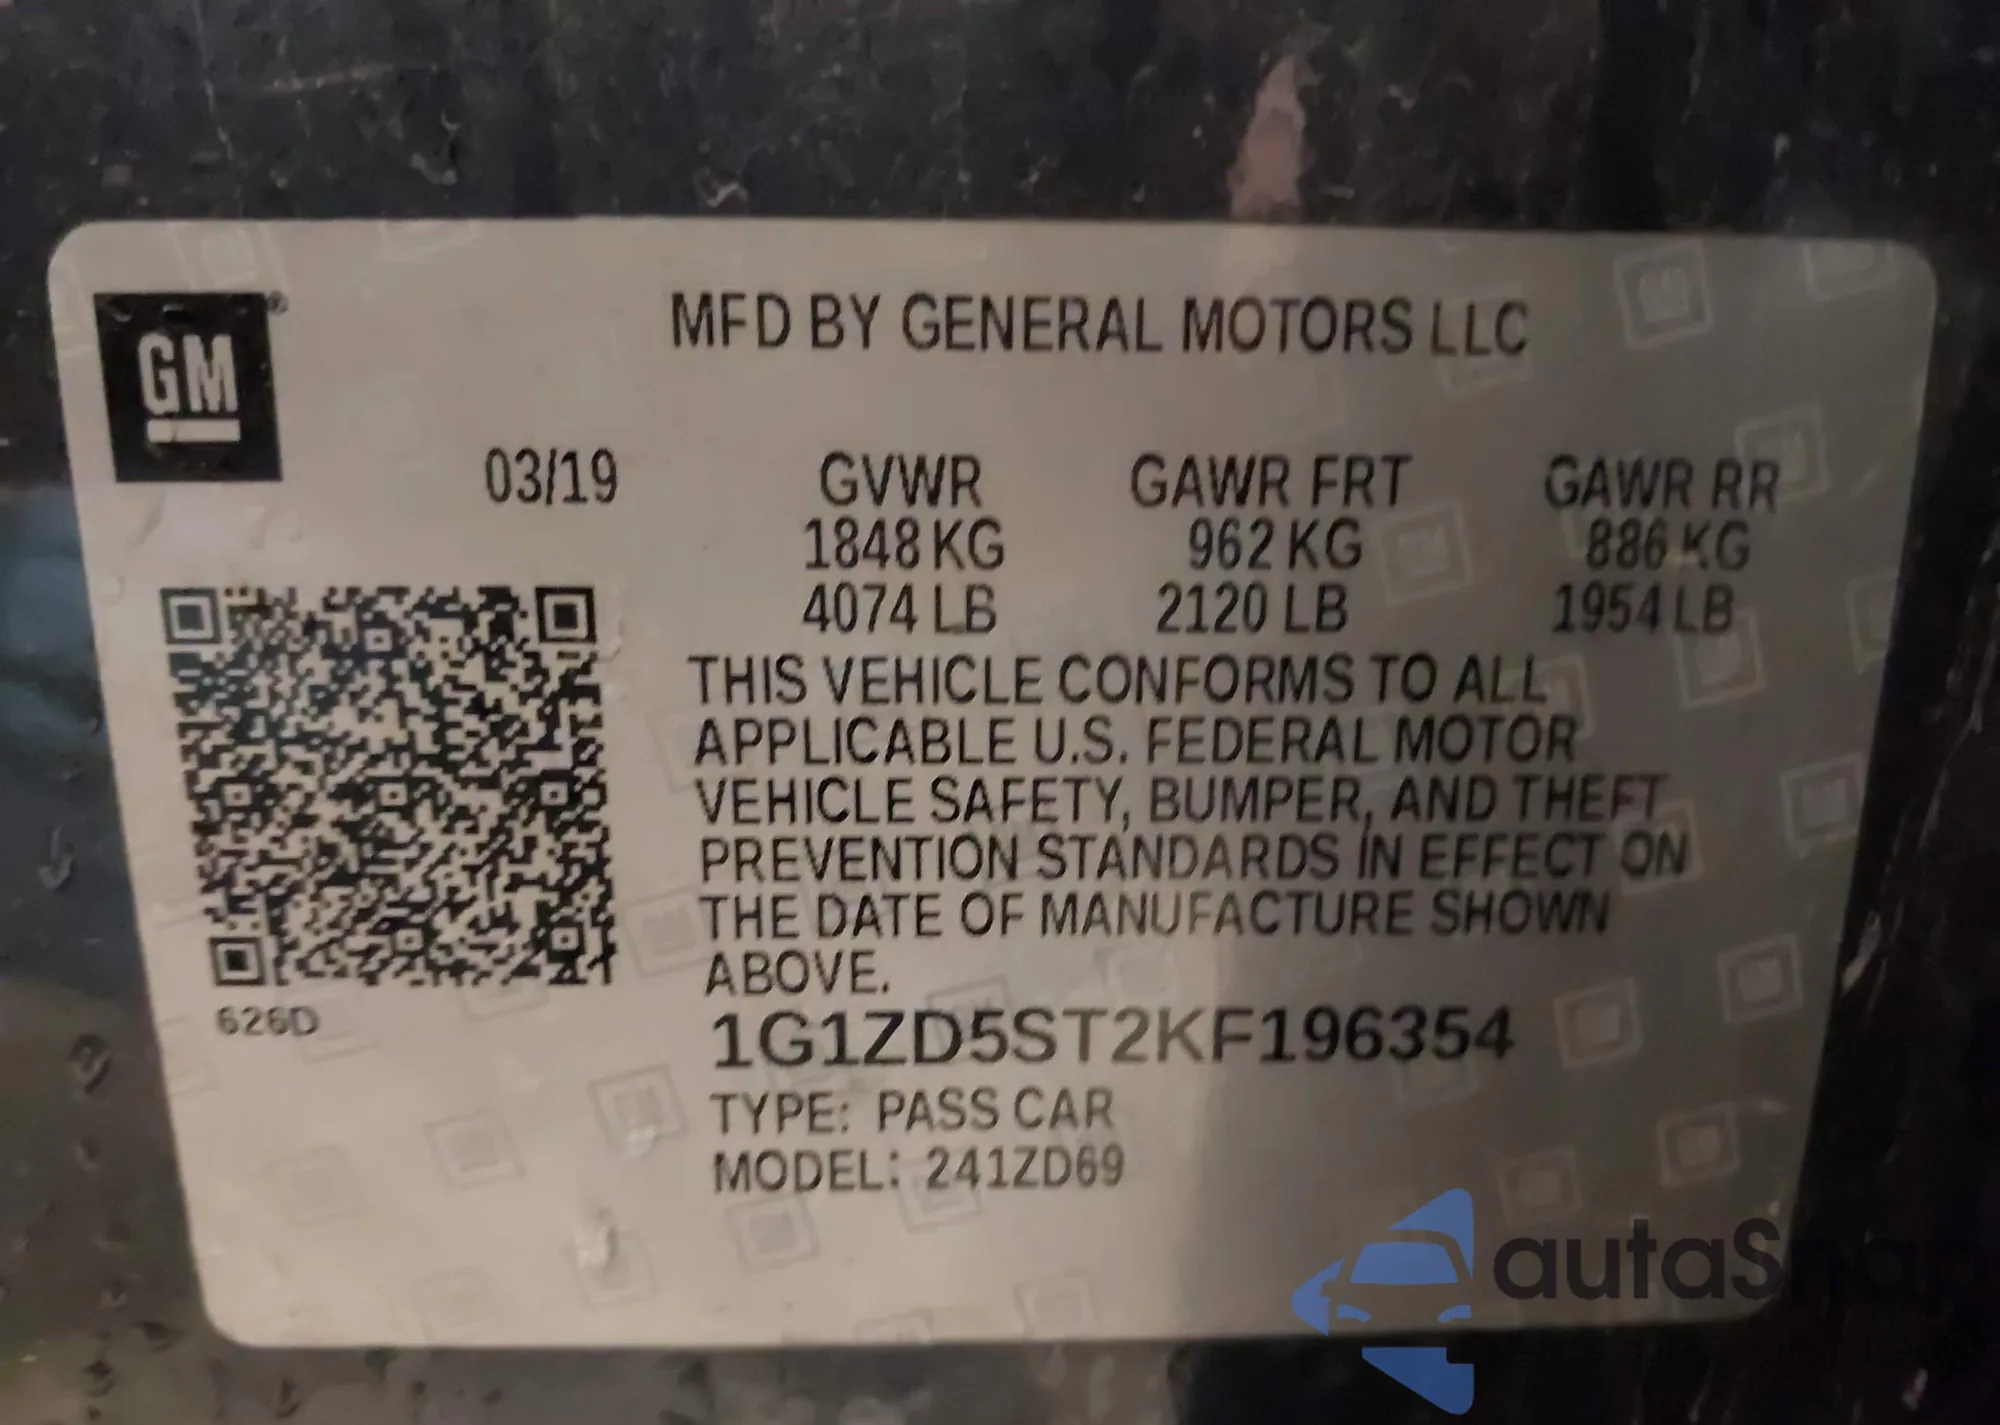 GM ®
MFD BY GENERAL MOTORS LLC
03/19 GVWR GAWR FRT GAWR RR
1848 KG 962 KG 886 KG
4074 LB 2120 LB 1954 LB
THIS VEHICLE CONFORMS TO ALL
APPLICABLE U.S. FEDERAL MOTOR
VEHICLE SAFETY, BUMPER, AND THEFT
PREVENTION STANDARDS IN EFFECT ON
THE DATE OF MANUFACTURE SHOWN
ABOVE.
626D
1G1ZD5ST2KF196354
TYPE: PASS CAR
MODEL: 241ZD69
autaSnap